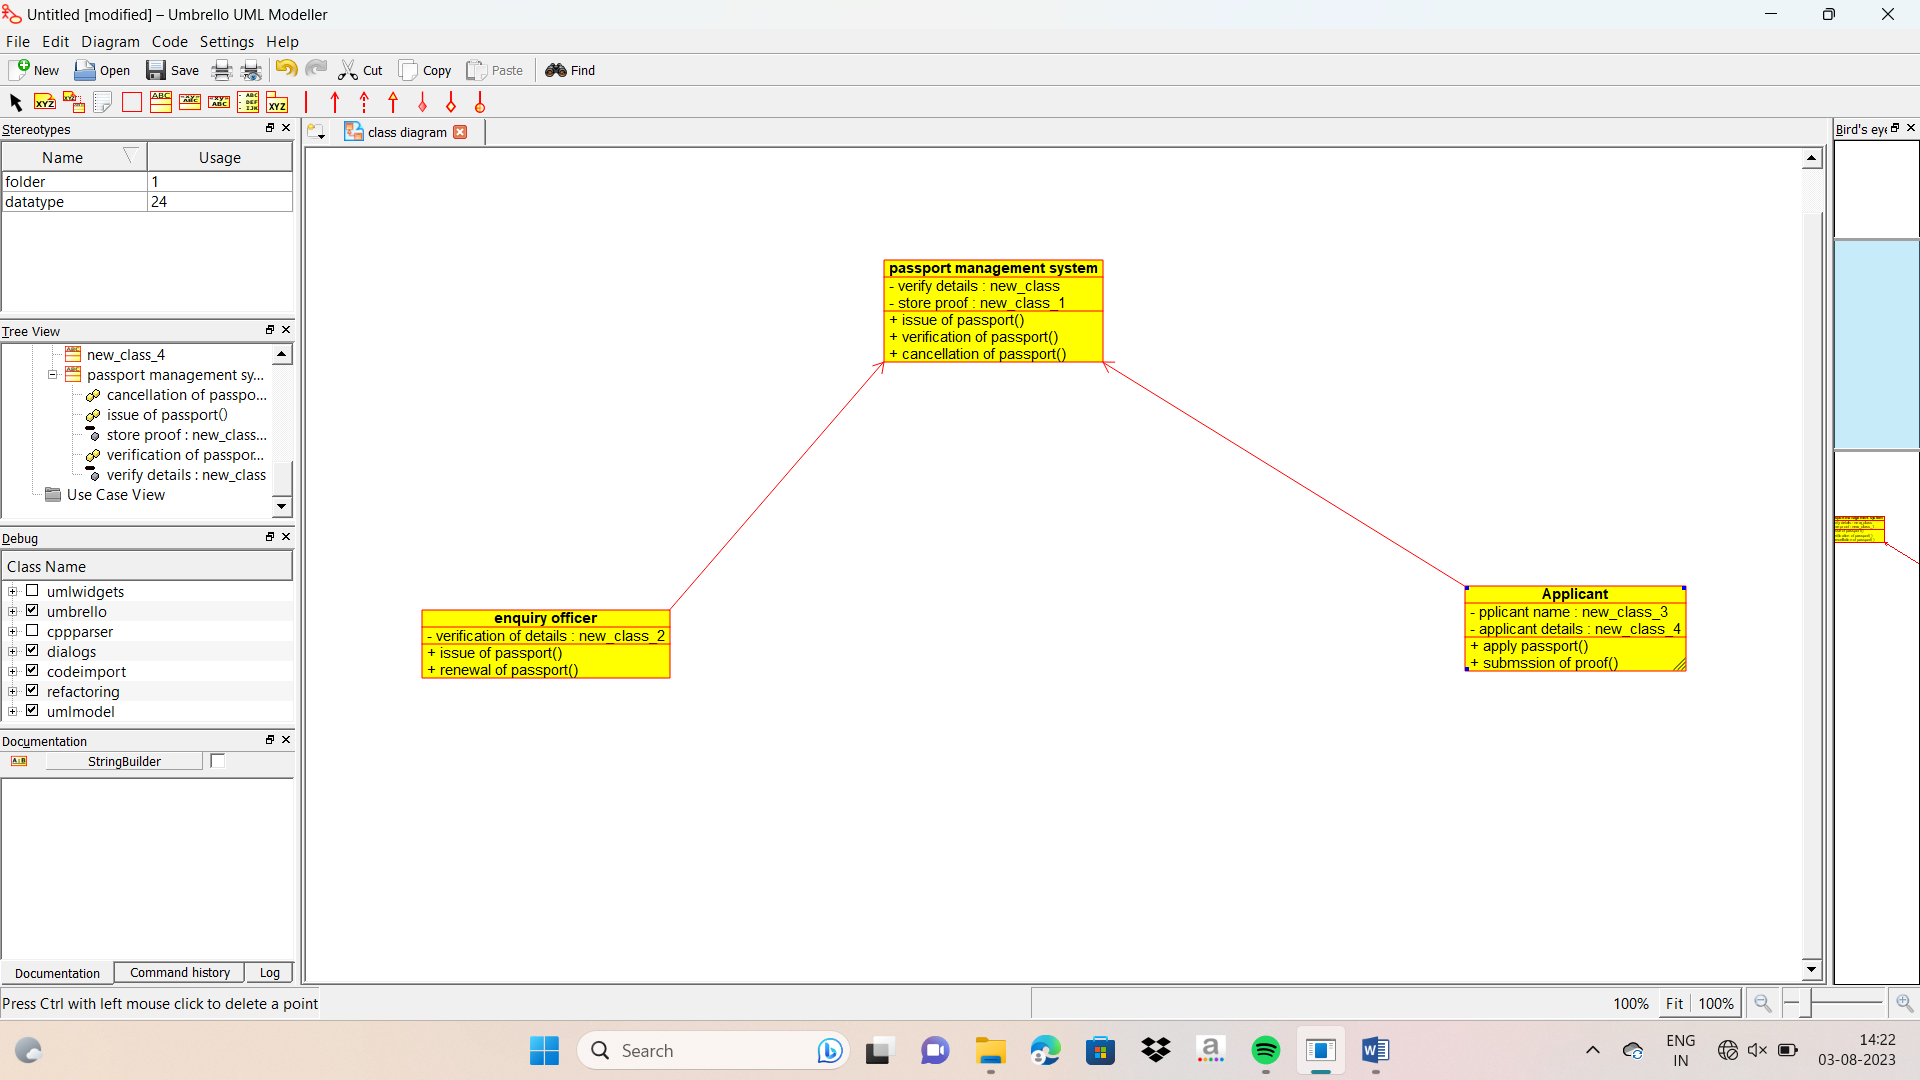 Untitled [modified] – Umbrello UML Modeller
File Edit Diagram Code Settings Help
New Open Save Cut Copy Paste Find
Stereotypes
Name Usage
folder 1
datatype 24
Tree View
new_class_4
passport management sy...
cancellation of passpo...
issue of passport()
store proof : new_class...
verification of passpor...
verify details : new_class
Use Case View
Debug
Class Name
umlwidgets
umbrello
cppparser
dialogs
codeimport
refactoring
umlmodel
Documentation
StringBuilder
Documentation Command history Log
class diagram
passport management system
- verify details : new_class
- store proof : new_class_1
+ issue of passport()
+ verification of passport()
+ cancellation of passport()
enquiry officer
- verification of details : new_class_2
+ issue of passport()
+ renewal of passport()
Applicant
- pplicant name : new_class_3
- applicant details : new_class_4
+ apply passport()
+ submssion of proof()
Bird's eye
Press Ctrl with left mouse click to delete a point
100% Fit 100%
Search
ENG
IN
14:22
03-08-2023